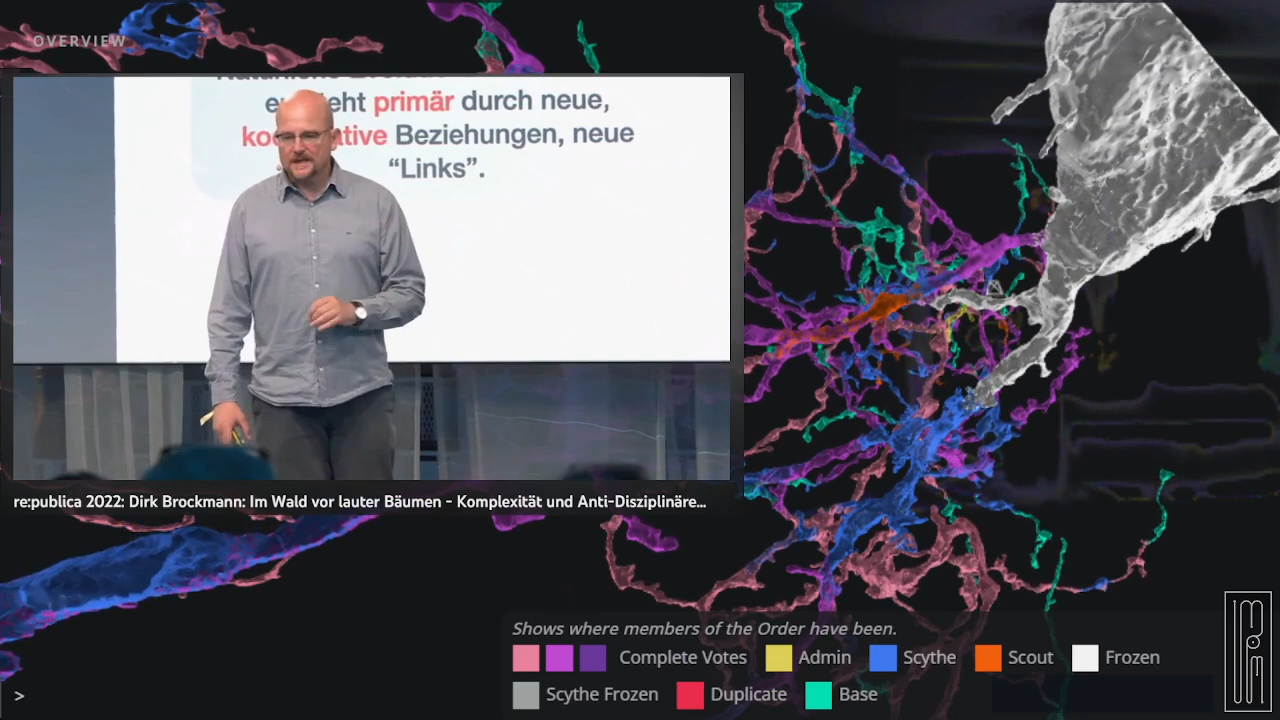 OVERVIEW
primär durch neue,
Beziehungen, neue
“Links”.
re:publica 2022: Dirk Brockmann: Im Wald vor lauter Bäumen - Komplexität und Anti-Disziplinäre...
Shows where members of the Order have been.
Complete Votes Admin Scythe Scout Frozen
Scythe Frozen Duplicate Base
>